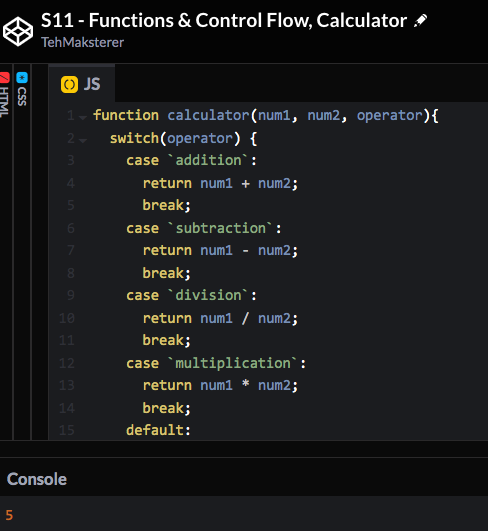 S11 - Functions & Control Flow, Calculator
TehMaksterer
HTML
CSS
JS
1 function calculator(num1, num2, operator){
2 switch(operator) {
3 case `addition`:
4 return num1 + num2;
5 break;
6 case `subtraction`:
7 return num1 - num2;
8 break;
9 case `division`:
10 return num1 / num2;
11 break;
12 case `multiplication`:
13 return num1 * num2;
14 break;
15 default:
Console
5